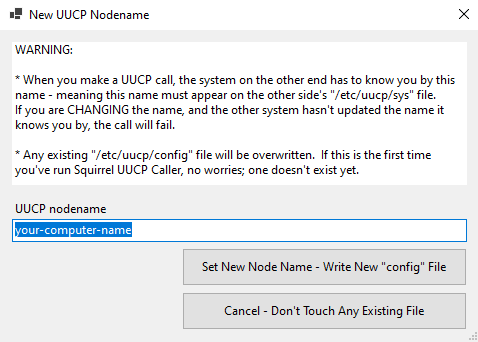 New UUCP Nodename
WARNING:
* When you make a UUCP call, the system on the other end has to know you by this
name - meaning this name must appear on the other side's "/etc/uucp/sys" file.
If you are CHANGING the name, and the other system hasn't updated the name it
knows you by, the call will fail.
* Any existing "/etc/uucp/config" file will be overwritten.  If this is the first time
you've run Squirrel UUCP Caller, no worries; one doesn't exist yet.
UUCP nodename
your-computer-name
Set New Node Name - Write New "config" File
Cancel - Don't Touch Any Existing File